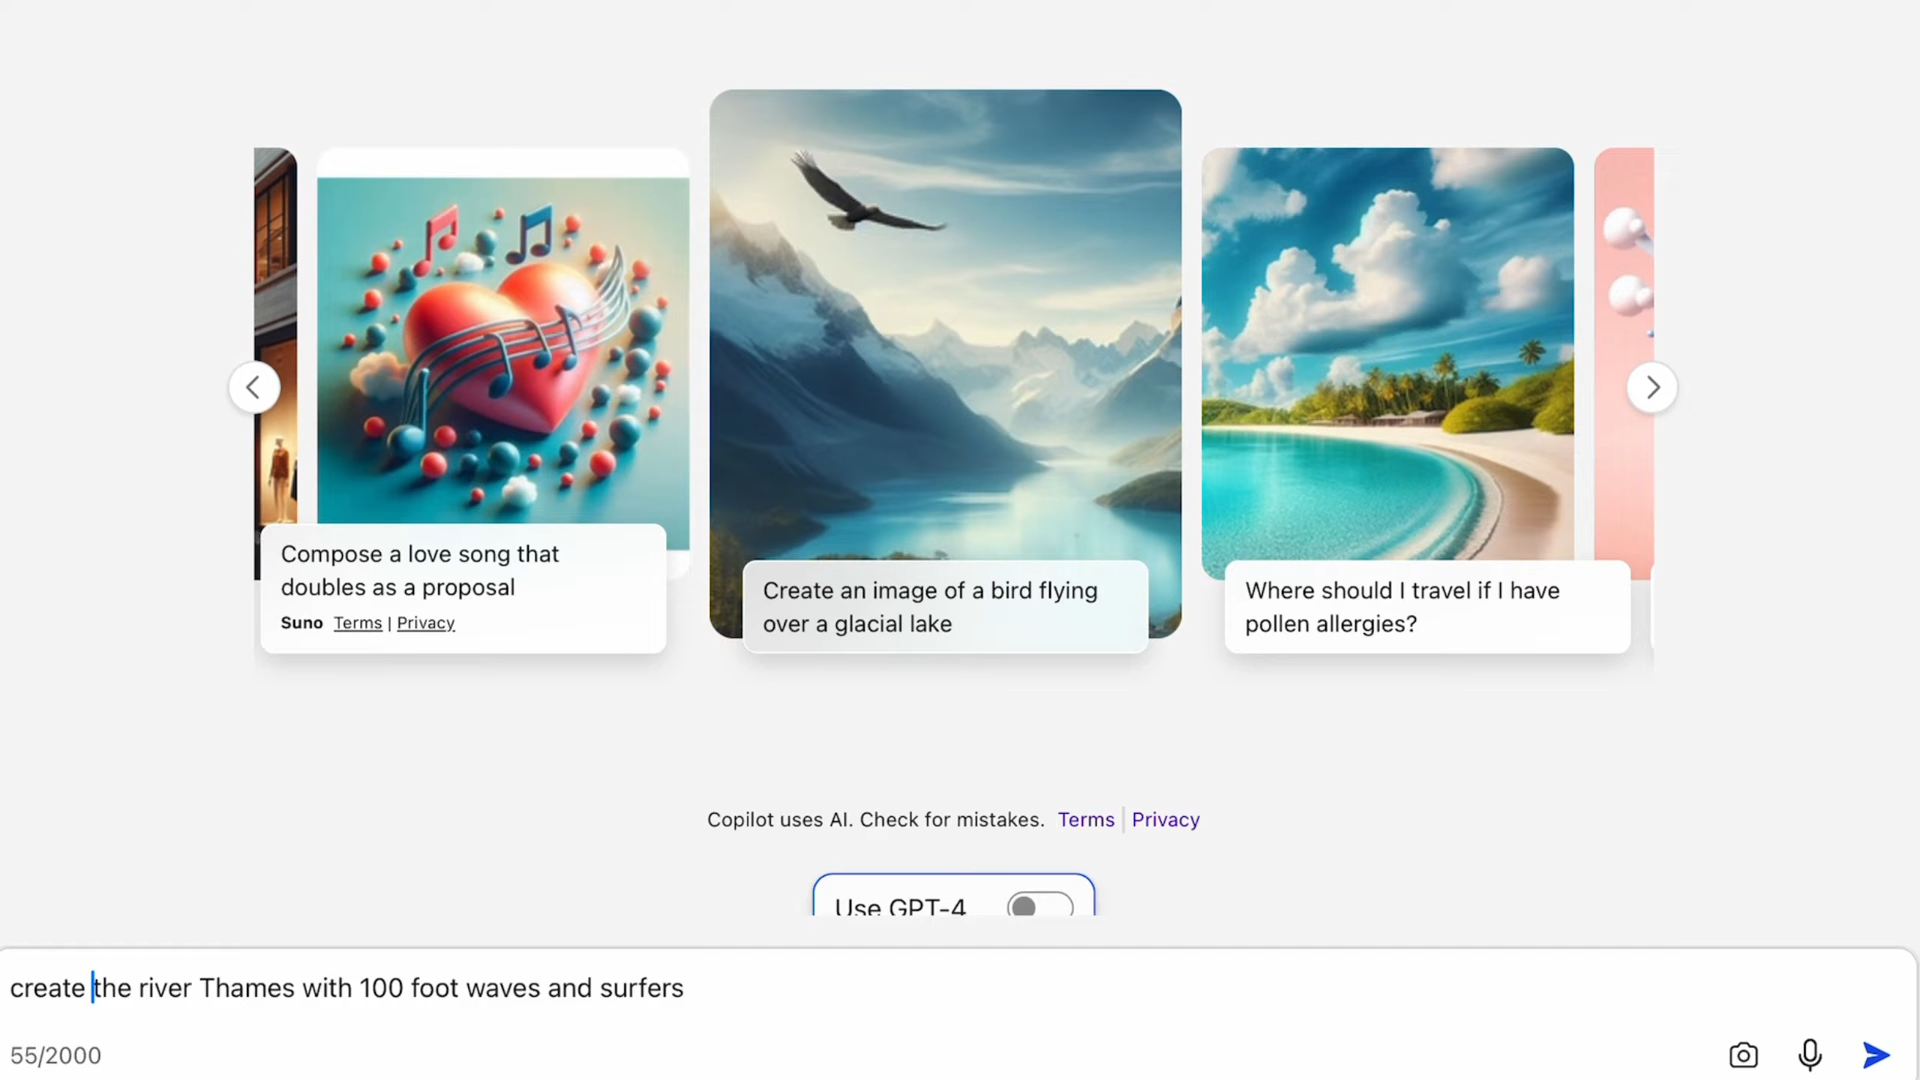 Compose a love song that
doubles as a proposal
Suno Terms | Privacy
Create an image of a bird flying
over a glacial lake
Where should I travel if I have
pollen allergies?
Copilot uses AI. Check for mistakes. Terms | Privacy
Use GPT-4
create the river Thames with 100 foot waves and surfers
55/2000